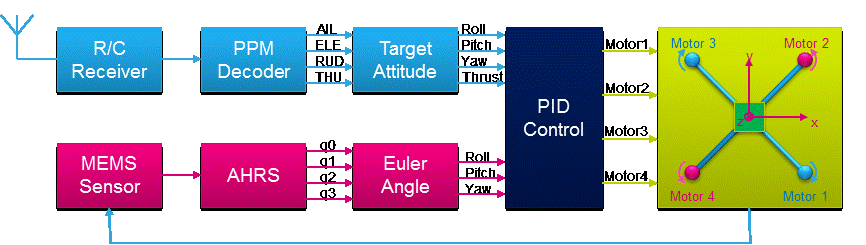 R/C
Receiver
PPM
Decoder
AIL
ELE
RUD
THU
Target
Attitude
Roll
Pitch
Yaw
Thrust
PID
Control
Motor1
Motor2
Motor3
Motor4
Motor 3
Motor 2
y
z
x
Motor 4
Motor 1
MEMS
Sensor
AHRS
q0
q1
q2
q3
Euler
Angle
Roll
Pitch
Yaw